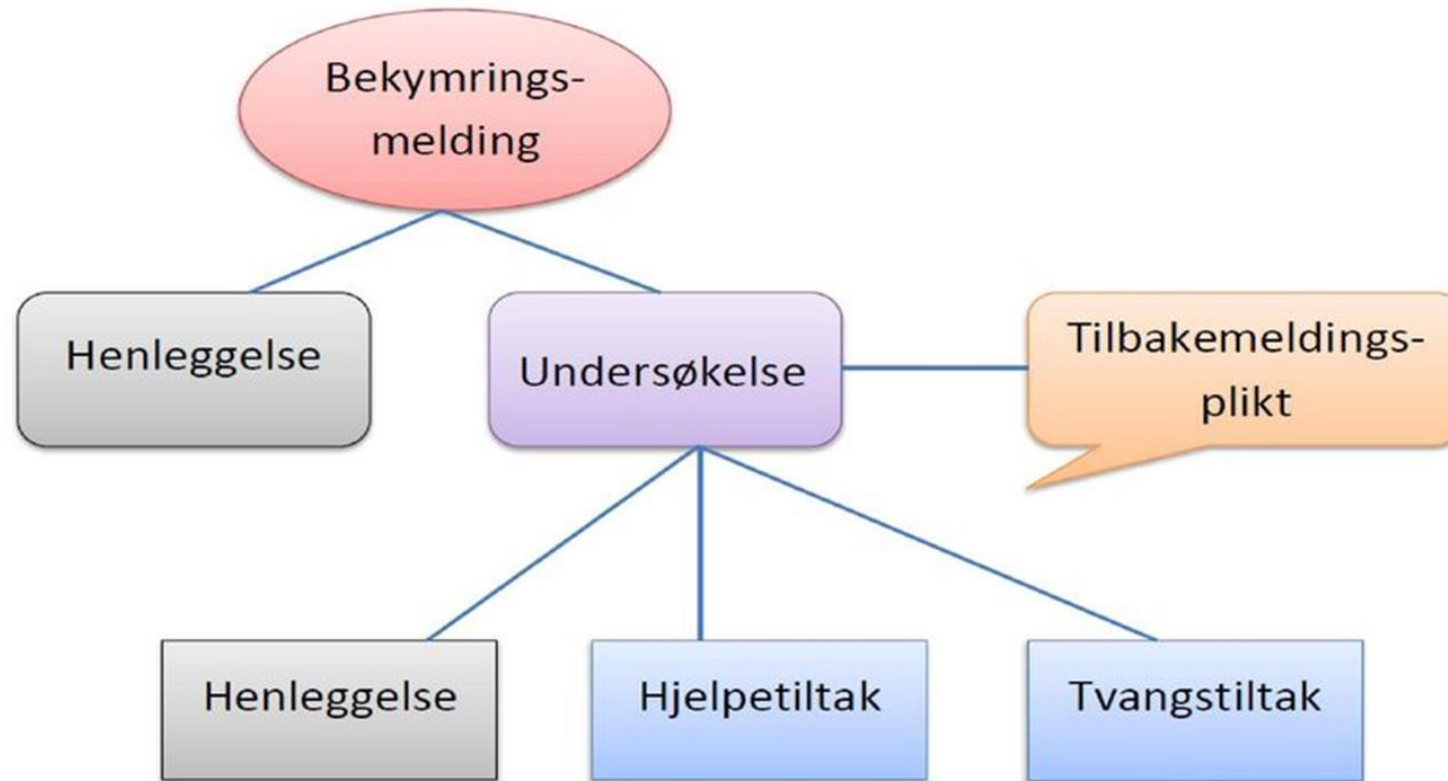 Bekymrings-
melding
Henleggelse
Undersøkelse
Tilbakemeldings-
plikt
Henleggelse
Hjelpetiltak
Tvangstiltak